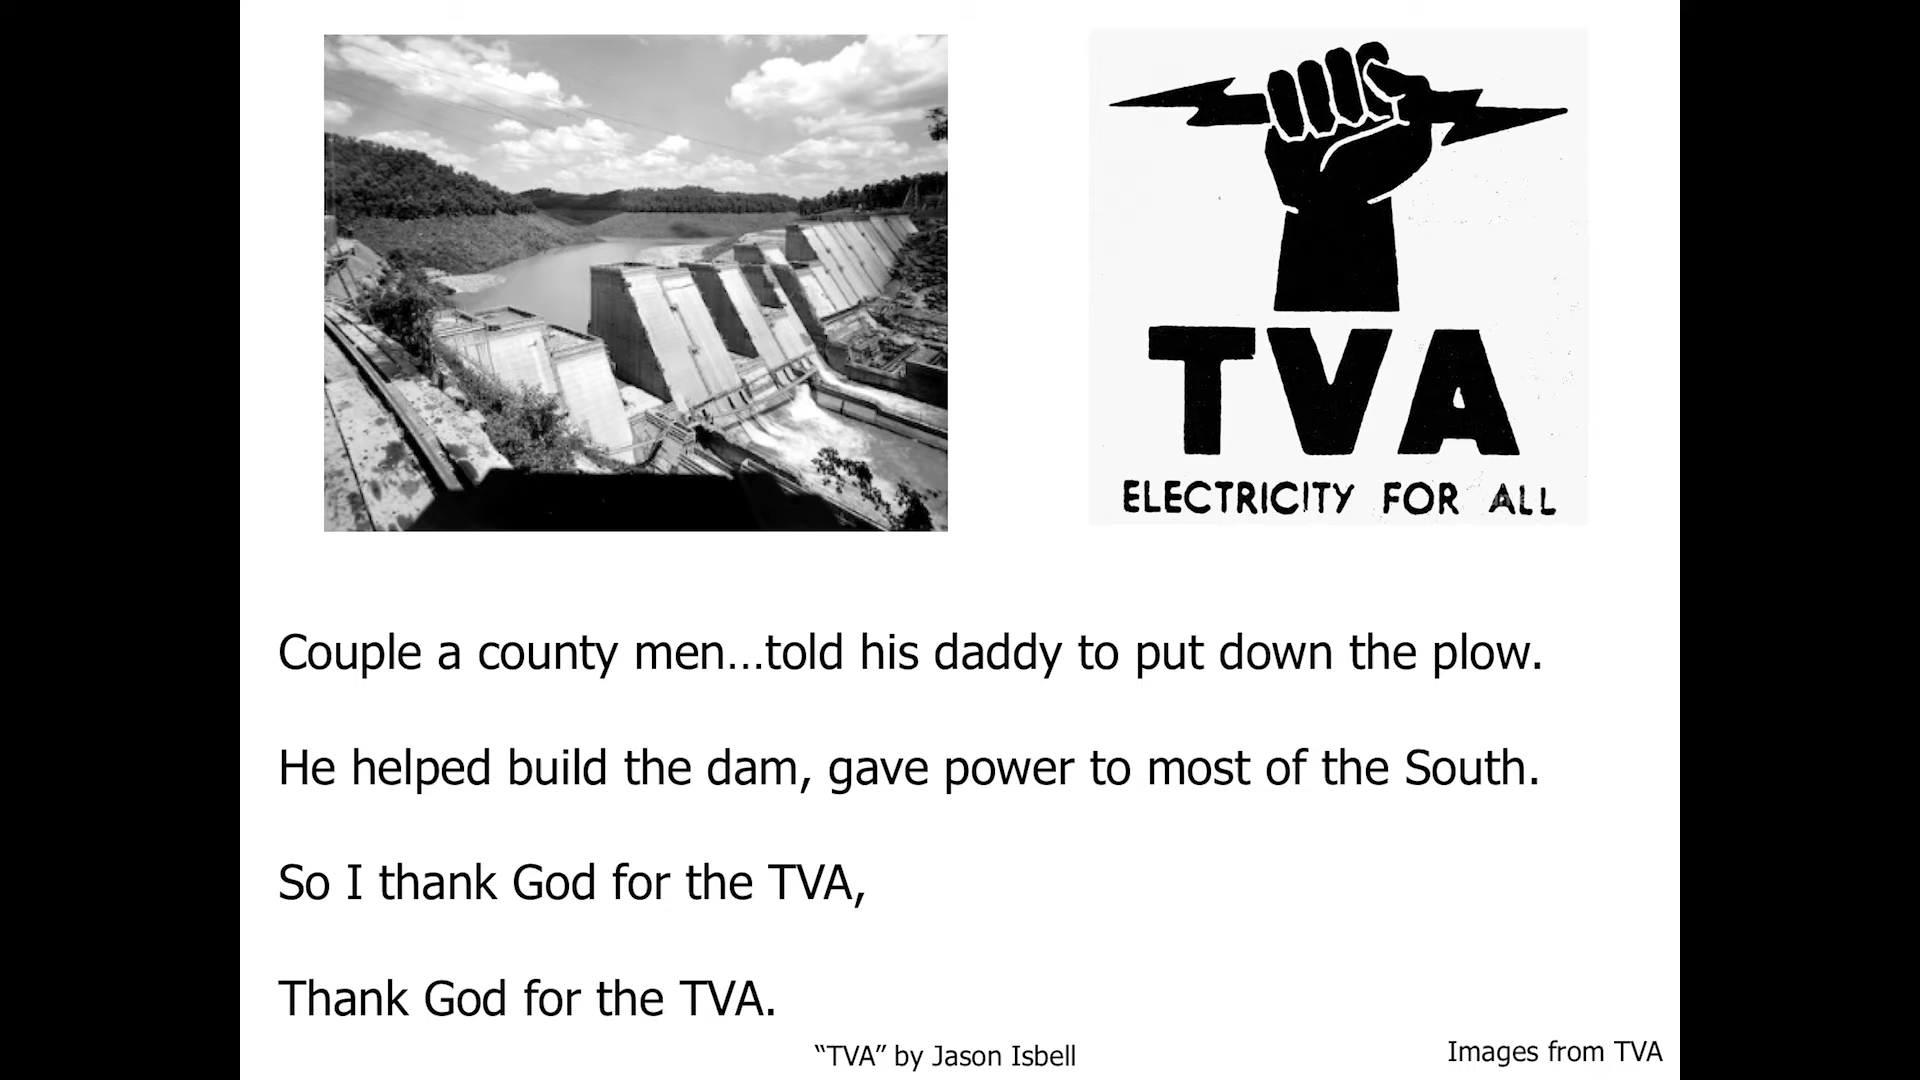 TVA
ELECTRICITY FOR ALL
Couple a county men...told his daddy to put down the plow.
He helped build the dam, gave power to most of the South.
So I thank God for the TVA,
Thank God for the TVA.
“TVA” by Jason Isbell
Images from TVA